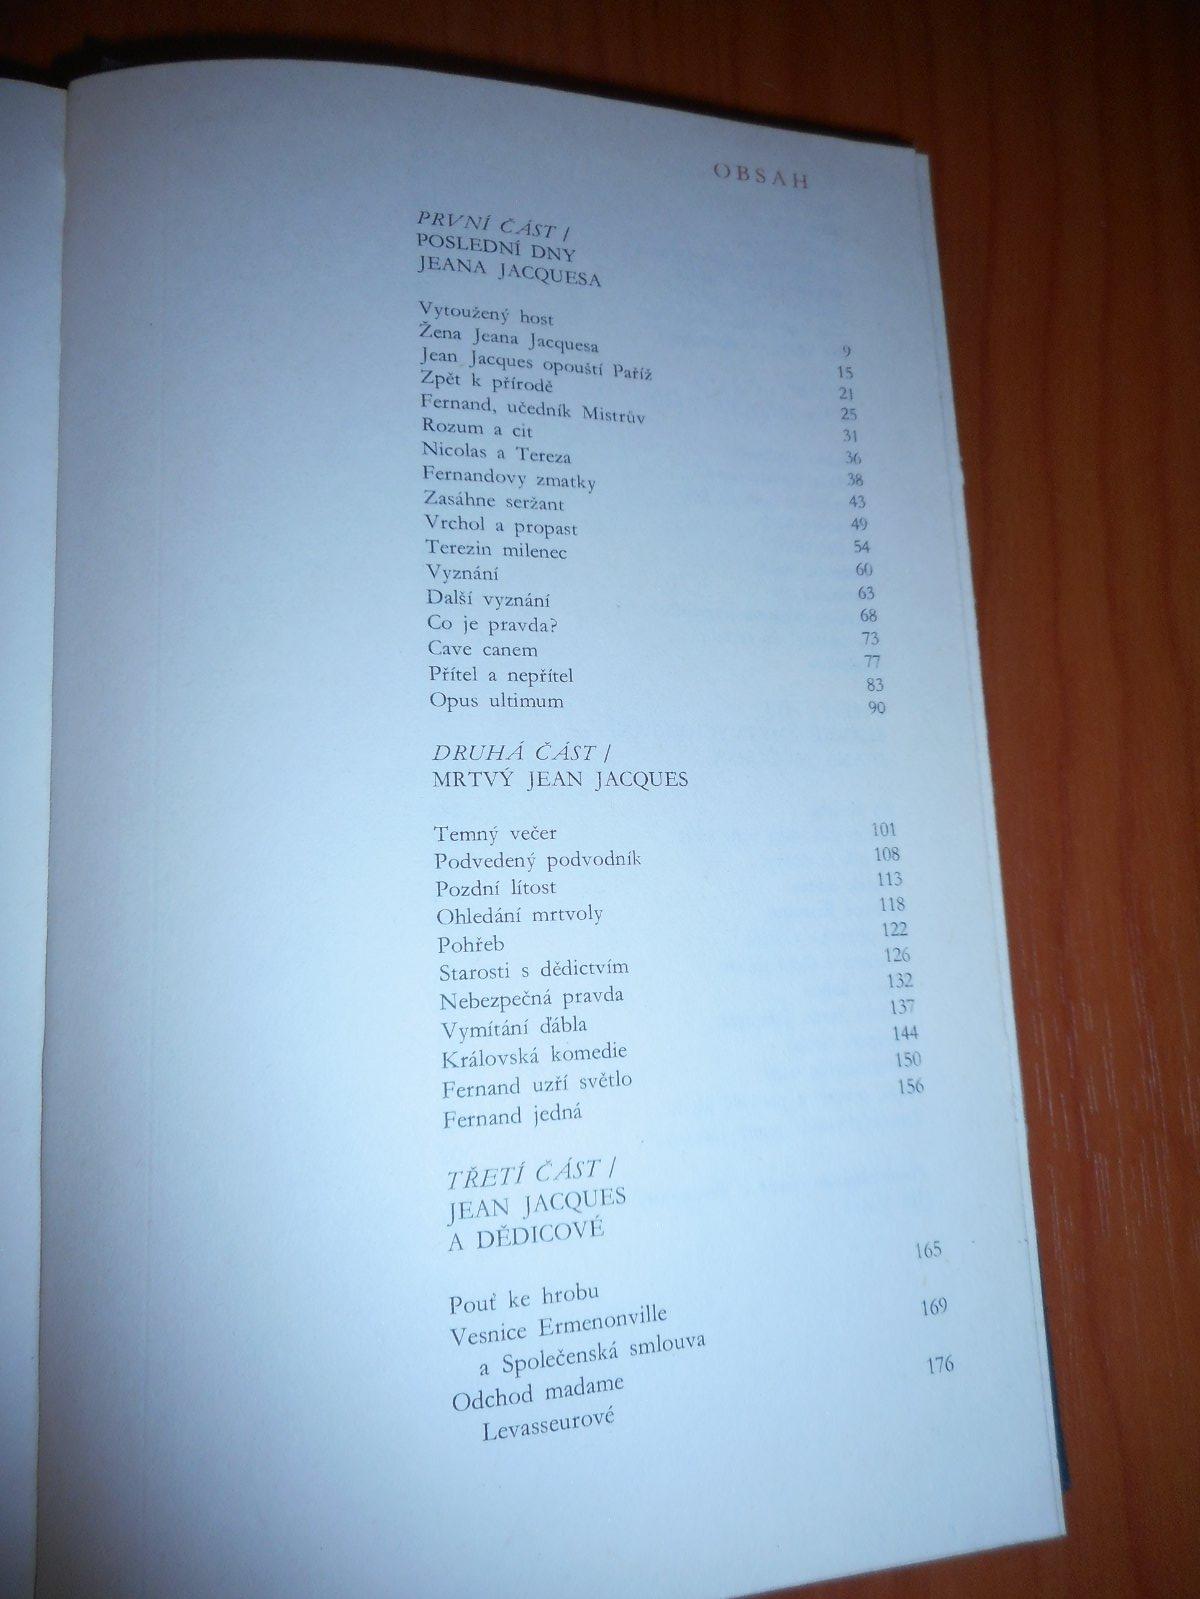 OBSAH
PRVNÍ ČÁST /
POSLEDNÍ DNY
JEANA JACQUESA
Vytoužený host 9
Žena Jeana Jacquesa 15
Jean Jacques opouští Paříž 21
Zpět k přírodě 25
Fernand, učedník Mistrův 31
Rozum a cit 36
Nicolas a Tereza 38
Fernandovy zmatky 43
Zasáhne seržant 49
Vrchol a propast 54
Terezin milenec 60
Vyznání 63
Další vyznání 68
Co je pravda? 73
Cave canem 77
Přítel a nepřítel 83
Opus ultimum 90
DRUHÁ ČÁST /
MRTVÝ JEAN JACQUES
Temný večer 101
Podvedený podvodník 108
Pozdní lítost 113
Ohledání mrtvoly 118
Pohřeb 122
Starosti s dědictvím 126
Nebezpečná pravda 132
Vymítání ďábla 137
Královská komedie 144
Fernand uzří světlo 150
Fernand jedná 156
TŘETÍ ČÁST /
JEAN JACQUES
A DĚDICOVÉ
Pouť ke hrobu 165
Vesnice Ermenonville
a Společenská smlouva 169
Odchod madame
Levasseurové 176